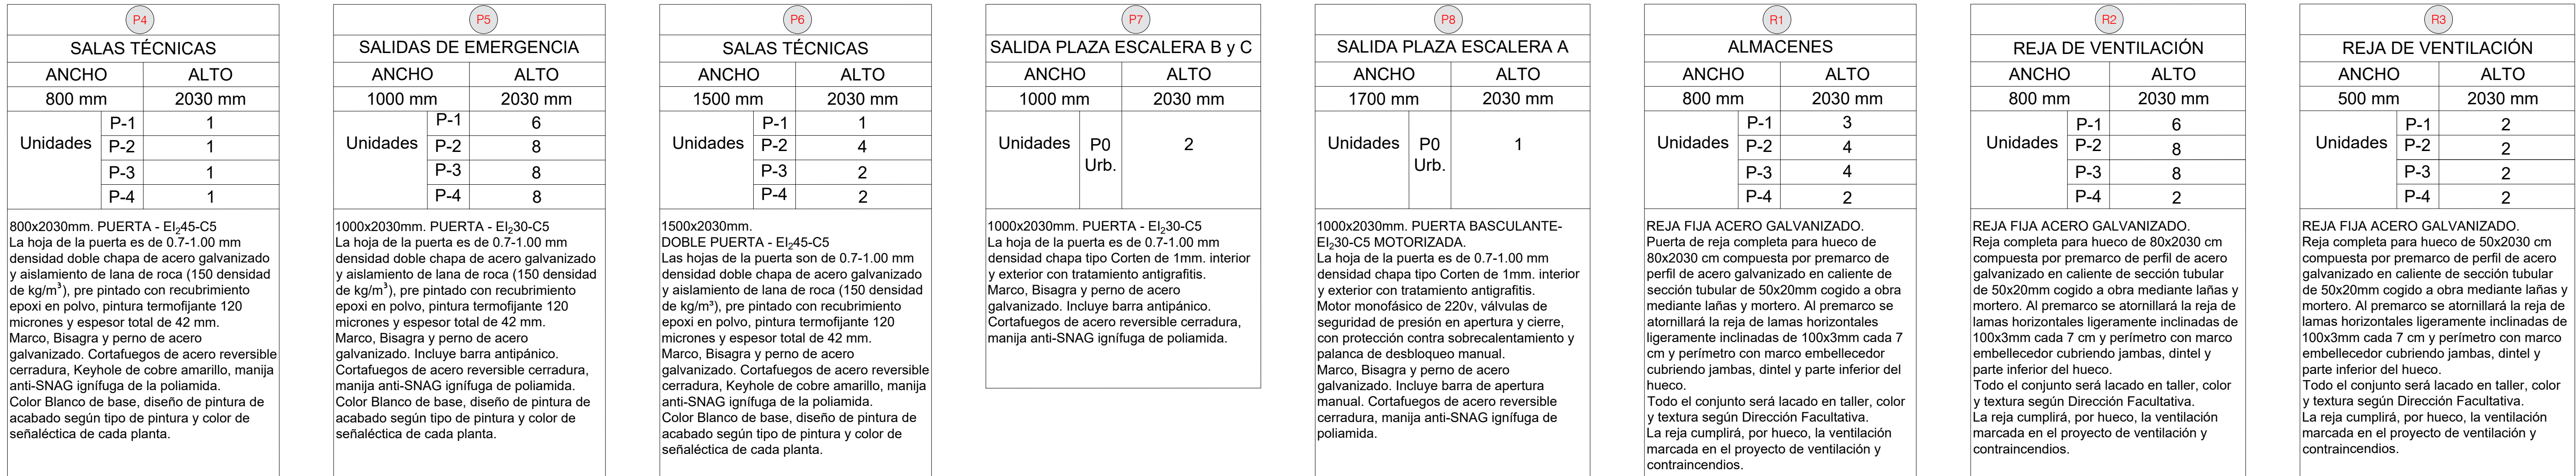 P4
SALAS TÉCNICAS
ANCHO ALTO
800 mm 2030 mm
Unidades
P-1 1
P-2 1
P-3 1
P-4 1
800x2030mm. PUERTA - EI₂45-C5
La hoja de la puerta es de 0.7-1.00 mm
densidad doble chapa de acero galvanizado
y aislamiento de lana de roca (150 densidad
de kg/m³), pre pintado con recubrimiento
epoxi en polvo, pintura termofijante 120
micrones y espesor total de 42 mm.
Marco, Bisagra y perno de acero
galvanizado. Cortafuegos de acero reversible
cerradura, Keyhole de cobre amarillo, manija
anti-SNAG ignífuga de la poliamida.
Color Blanco de base, diseño de pintura de
acabado según tipo de pintura y color de
señaléctica de cada planta.
P5
SALIDAS DE EMERGENCIA
ANCHO ALTO
1000 mm 2030 mm
Unidades
P-1 6
P-2 8
P-3 8
P-4 8
1000x2030mm. PUERTA - EI₂30-C5
La hoja de la puerta es de 0.7-1.00 mm
densidad doble chapa de acero galvanizado
y aislamiento de lana de roca (150 densidad
de kg/m³), pre pintado con recubrimiento
epoxi en polvo, pintura termofijante 120
micrones y espesor total de 42 mm.
Marco, Bisagra y perno de acero
galvanizado. Incluye barra antipánico.
Cortafuegos de acero reversible cerradura,
manija anti-SNAG ignífuga de poliamida.
Color Blanco de base, diseño de pintura de
acabado según tipo de pintura y color de
señaléctica de cada planta.
P6
SALAS TÉCNICAS
ANCHO ALTO
1500 mm 2030 mm
Unidades
P-1 1
P-2 4
P-3 2
P-4 2
1500x2030mm.
DOBLE PUERTA - EI₂45-C5
Las hojas de la puerta son de 0.7-1.00 mm
densidad doble chapa de acero galvanizado
y aislamiento de lana de roca (150 densidad
de kg/m³), pre pintado con recubrimiento
epoxi en polvo, pintura termofijante 120
micrones y espesor total de 42 mm.
Marco, Bisagra y perno de acero
galvanizado. Cortafuegos de acero reversible
cerradura, Keyhole de cobre amarillo, manija
anti-SNAG ignífuga de la poliamida.
Color Blanco de base, diseño de pintura de
acabado según tipo de pintura y color de
señaléctica de cada planta.
P7
SALIDA PLAZA ESCALERA B y C
ANCHO ALTO
1000 mm 2030 mm
Unidades P0 2
Urb.
1000x2030mm. PUERTA - EI₂30-C5
La hoja de la puerta es de 0.7-1.00 mm
densidad chapa tipo Corten de 1mm. interior
y exterior con tratamiento antigrafitis.
Marco, Bisagra y perno de acero
galvanizado. Incluye barra antipánico.
Cortafuegos de acero reversible cerradura,
manija anti-SNAG ignífuga de poliamida.
P8
SALIDA PLAZA ESCALERA A
ANCHO ALTO
1700 mm 2030 mm
Unidades P0 1
Urb.
1000x2030mm. PUERTA BASCULANTE-
EI₂30-C5 MOTORIZADA.
La hoja de la puerta es de 0.7-1.00 mm
densidad chapa tipo Corten de 1mm. interior
y exterior con tratamiento antigrafitis.
Motor monofásico de 220v, válvulas de
seguridad de presión en apertura y cierre,
con protección contra sobrecalentamiento y
palanca de desbloqueo manual.
Marco, Bisagra y perno de acero
galvanizado. Incluye barra de apertura
manual. Cortafuegos de acero reversible
cerradura, manija anti-SNAG ignífuga de
poliamida.
R1
ALMACENES
ANCHO ALTO
800 mm 2030 mm
Unidades
P-1 3
P-2 4
P-3 4
P-4 2
REJA FIJA ACERO GALVANIZADO.
Puerta de reja completa para hueco de
80x2030 cm compuesta por premarco de
perfil de acero galvanizado en caliente de
sección tubular de 50x20mm cogido a obra
mediante lañas y mortero. Al premarco se
atornillará la reja de lamas horizontales
ligeramente inclinadas de 100x3mm cada 7
cm y perímetro con marco embellecedor
cubriendo jambas, dintel y parte inferior del
hueco.
Todo el conjunto será lacado en taller, color
y textura según Dirección Facultativa.
La reja cumplirá, por hueco, la ventilación
marcada en el proyecto de ventilación y
contraincendios.
R2
REJA DE VENTILACIÓN
ANCHO ALTO
800 mm 2030 mm
Unidades
P-1 6
P-2 8
P-3 8
P-4 2
REJA FIJA ACERO GALVANIZADO.
Reja completa para hueco de 80x2030 cm
compuesta por premarco de perfil de acero
galvanizado en caliente de sección tubular
de 50x20mm cogido a obra mediante lañas y
mortero. Al premarco se atornillará la reja de
lamas horizontales ligeramente inclinadas de
100x3mm cada 7 cm y perímetro con marco
embellecedor cubriendo jambas, dintel y
parte inferior del hueco.
Todo el conjunto será lacado en taller, color
y textura según Dirección Facultativa.
La reja cumplirá, por hueco, la ventilación
marcada en el proyecto de ventilación y
contraincendios.
R3
REJA DE VENTILACIÓN
ANCHO ALTO
500 mm 2030 mm
Unidades
P-1 2
P-2 2
P-3 2
P-4 2
REJA FIJA ACERO GALVANIZADO.
Reja completa para hueco de 50x2030 cm
compuesta por premarco de perfil de acero
galvanizado en caliente de sección tubular
de 50x20mm cogido a obra mediante lañas y
mortero. Al premarco se atornillará la reja de
lamas horizontales ligeramente inclinadas de
100x3mm cada 7 cm y perímetro con marco
embellecedor cubriendo jambas, dintel y
parte inferior del hueco.
Todo el conjunto será lacado en taller, color
y textura según Dirección Facultativa.
La reja cumplirá, por hueco, la ventilación
marcada en el proyecto de ventilación y
contraincendios.